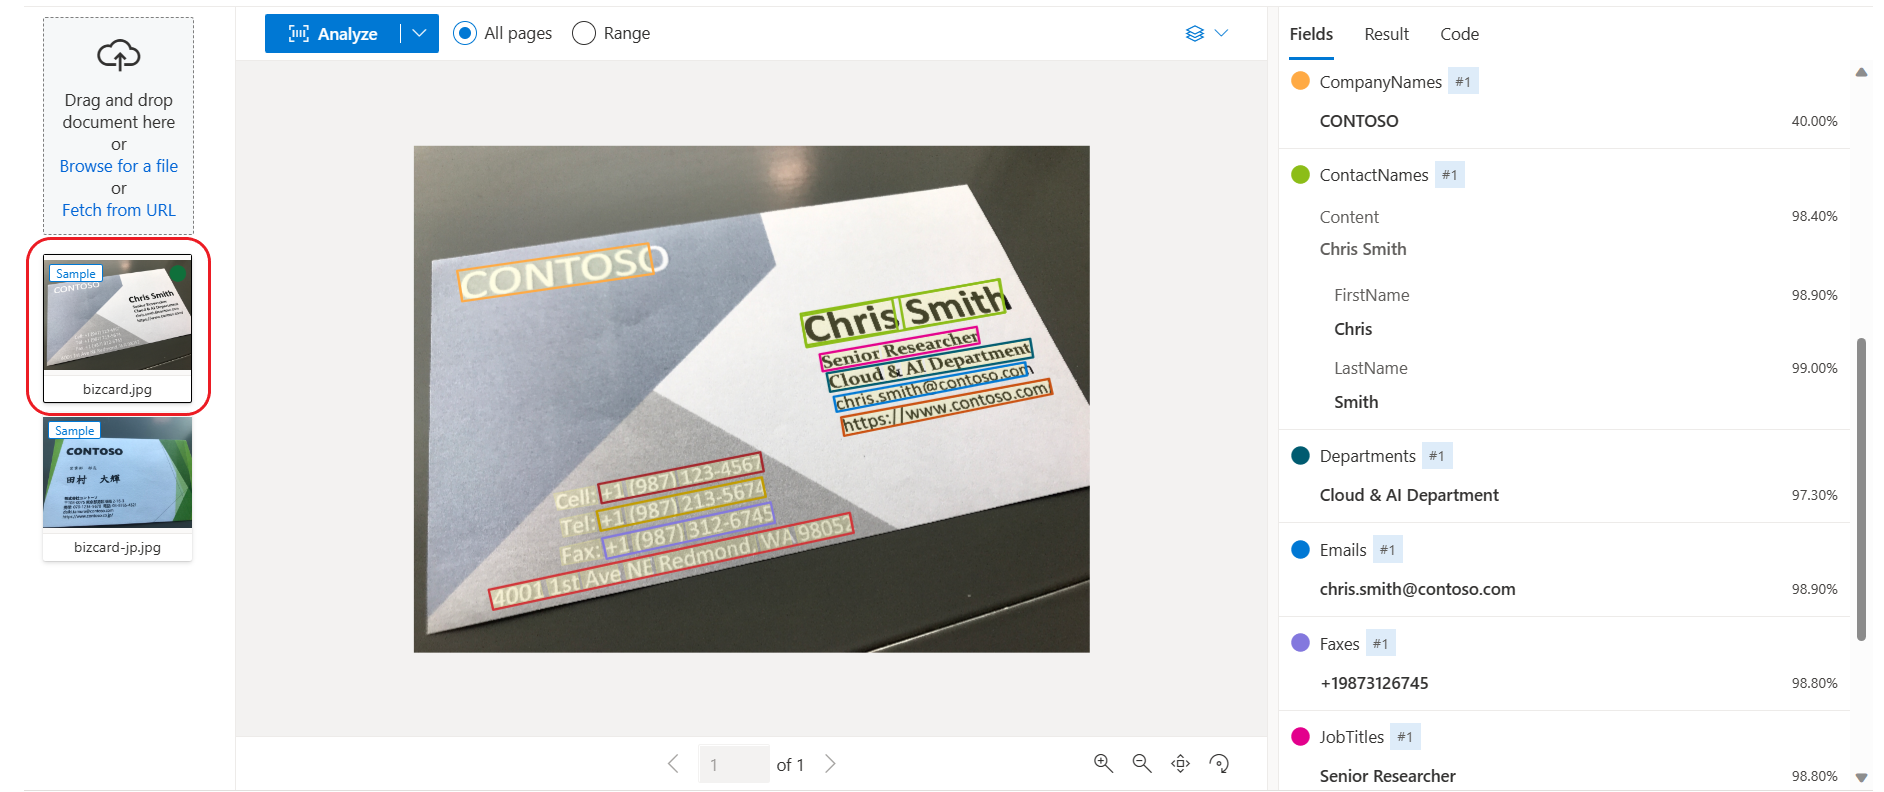 Drag and drop
document here
or
Browse for a file
or
Fetch from URL
Sample
CONTOSO
Chris Smith
Senior Researcher
Cloud & AI Department
bizcard.jpg
Sample
CONTOSO
田村 大輝
bizcard-jp.jpg
Analyze
All pages
Range
CONTOSO
Chris Smith
Senior Researcher
Cloud & AI Department
chris.smith@contoso.com
https://www.contoso.com/
Cell: +1 (987) 123-4567
Tel: +1 (987) 213-5674
Fax: +1 (987) 312-6745
4001 1st Ave NE Redmond, WA 98052
1 of 1
Fields Result Code
CompanyNames #1
CONTOSO 40.00%
ContactNames #1
Content 98.40%
Chris Smith
FirstName 98.90%
Chris
LastName 99.00%
Smith
Departments #1
Cloud & AI Department 97.30%
Emails #1
chris.smith@contoso.com 98.90%
Faxes #1
+19873126745 98.80%
JobTitles #1
Senior Researcher 98.80%